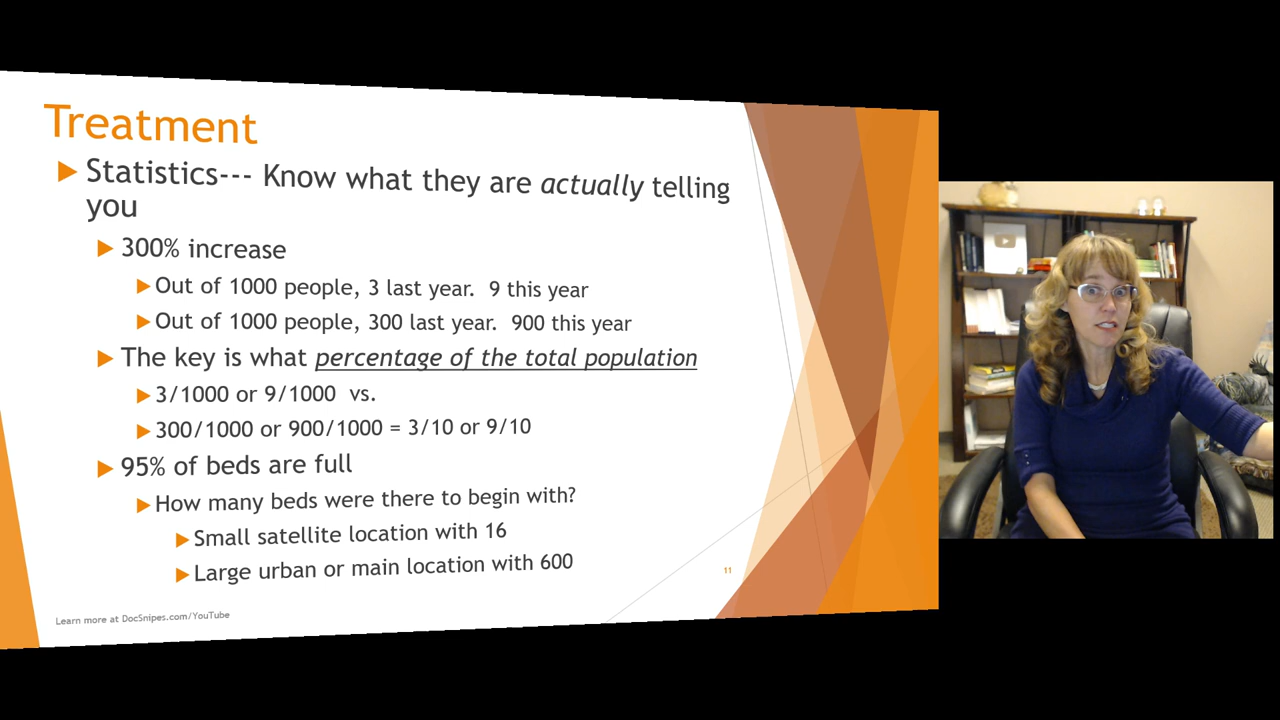 Treatment
Statistics--- Know what they are actually telling
you
300% increase
Out of 1000 people, 3 last year. 9 this year
Out of 1000 people, 300 last year. 900 this year
The key is what percentage of the total population
3/1000 or 9/1000 vs.
300/1000 or 900/1000 = 3/10 or 9/10
95% of beds are full
How many beds were there to begin with?
Small satellite location with 16
Large urban or main location with 600
11
Learn more at DocSnipes.com/YouTube